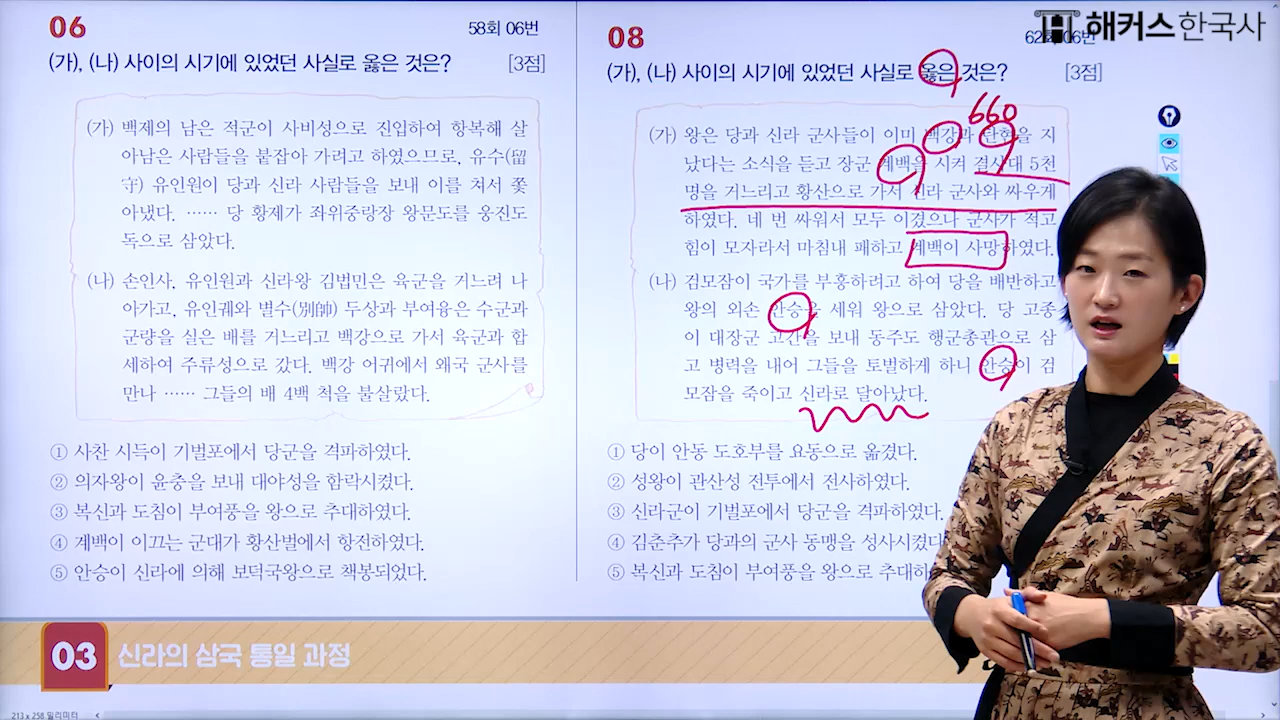 06
58회 06번
(가), (나) 사이의 시기에 있었던 사실로 옳은 것은?
[3점]
(가) 백제의 남은 적군이 사비성으로 진입하여 항복해 살
아남은 사람들을 붙잡아 가려고 하였으므로, 유수(留
守) 유인원이 당과 신라 사람들을 보내 이를 쳐서 쫓
아냈다. …… 당 황제가 좌위중랑장 왕문도를 웅진도
독으로 삼았다.
(나) 손인사, 유인원과 신라왕 김법민은 육군을 거느려 나
아가고, 유인궤와 별수(別帥) 두상과 부여융은 수군과
군량을 실은 배를 거느리고 백강으로 가서 육군과 합
세하여 주류성으로 갔다. 백강 어귀에서 왜국 군사를
만나 …… 그들의 배 4백 척을 불살랐다.
① 사찬 시득이 기벌포에서 당군을 격파하였다.
② 의자왕이 윤충을 보내 대야성을 함락시켰다.
③ 복신과 도침이 부여풍을 왕으로 추대하였다.
④ 계백이 이끄는 군대가 황산벌에서 항전하였다.
⑤ 안승이 신라에 의해 보덕국왕으로 책봉되었다.
08
62회 06번
해커스한국사
(가), (나) 사이의 시기에 있었던 사실로 옳은 것은?
[3점]
660
(가) 왕은 당과 신라 군사들이 이미 백강과 탄현을 지
났다는 소식을 듣고 장군 계백을 시켜 결사대 5천
명을 거느리고 황산으로 가서 신라 군사와 싸우게
하였다. 네 번 싸워서 모두 이겼으나 군사가 적고
힘이 모자라서 마침내 패하고 계백이 사망하였다.
(나) 검모잠이 국가를 부흥하려고 하여 당을 배반하고
왕의 외손 안승을 세워 왕으로 삼았다. 당 고종
이 대장군 고간을 보내 동주도 행군총관으로 삼
고 병력을 내어 그들을 토벌하게 하니 안승이 검
모잠을 죽이고 신라로 달아났다.
① 당이 안동 도호부를 요동으로 옮겼다.
② 성왕이 관산성 전투에서 전사하였다.
③ 신라군이 기벌포에서 당군을 격파하였다.
④ 김춘추가 당과의 군사 동맹을 성사시켰다
⑤ 복신과 도침이 부여풍을 왕으로 추대하
03 신라의 삼국 통일 과정
213 x 258 밀리미터